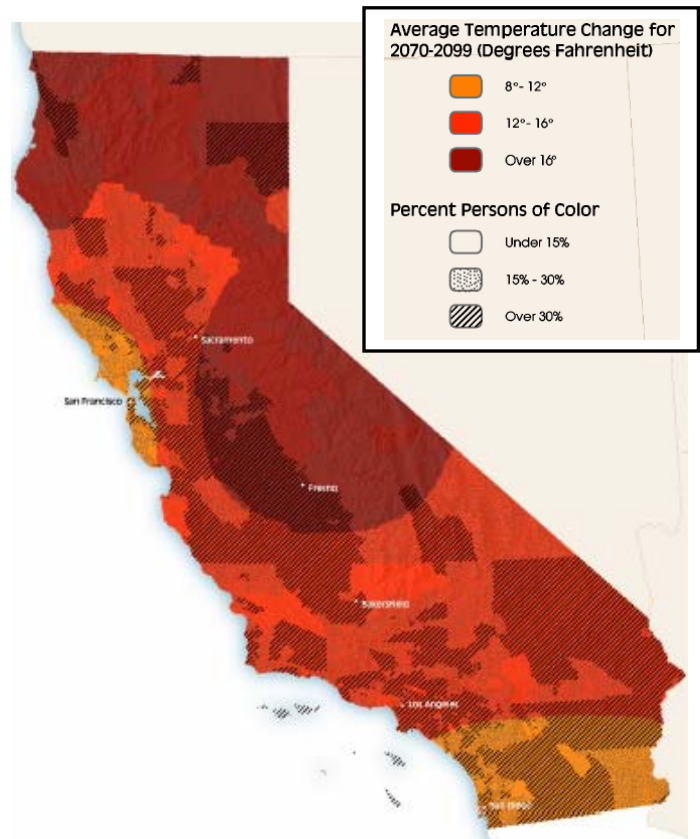 Average Temperature Change for
2070-2099 (Degrees Fahrenheit)
8°- 12°
12°- 16°
Over 16°
Percent Persons of Color
Under 15%
15% - 30%
Over 30%
Sacramento
San Francisco
Fresno
Bakersfield
Los Angeles
San Diego